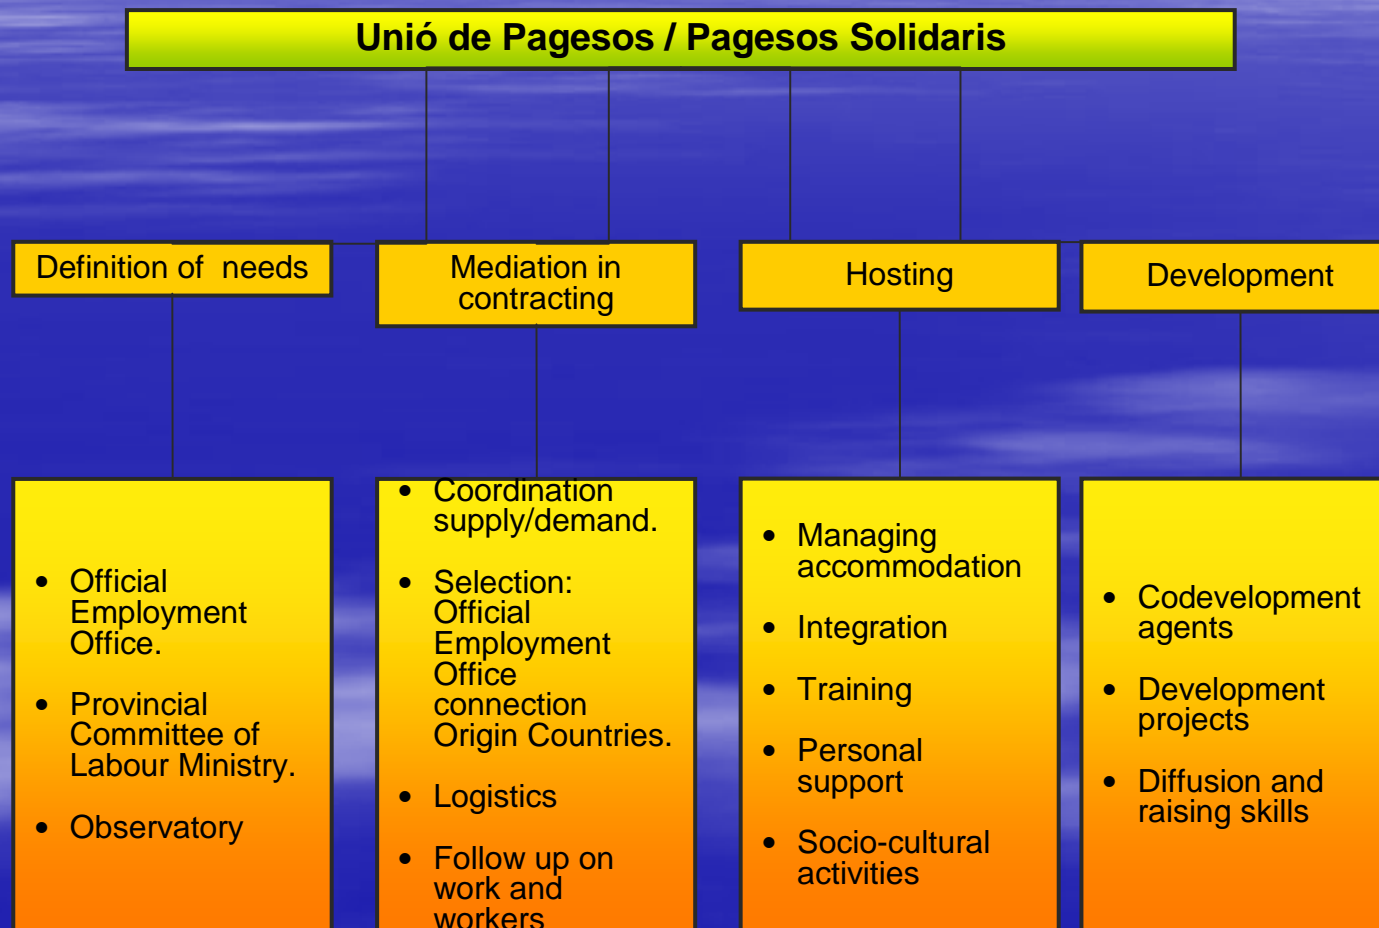 Unió de Pagesos / Pagesos Solidaris
Definition of  needs
Mediation in
contracting
Hosting
Development
• Official
Employment
Office.
• Provincial
Committee of
Labour Ministry.
• Observatory
• Coordination
supply/demand.
• Selection:
Official
Employment
Office
connection
Origin Countries.
• Logistics
• Follow up on
work and
workers
• Managing
accommodation
• Integration
• Training
• Personal
support
• Socio-cultural
activities
• Codevelopment
agents
• Development
projects
• Diffusion and
raising skills